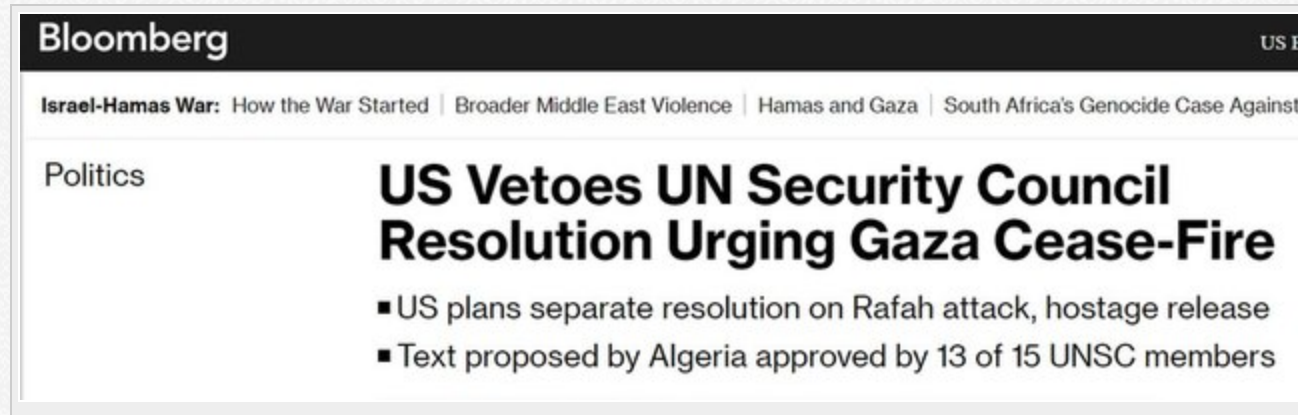 Bloomberg
US
Israel-Hamas War: How the War Started | Broader Middle East Violence | Hamas and Gaza | South Africa's Genocide Case Against
Politics
US Vetoes UN Security Council
Resolution Urging Gaza Cease-Fire
■ US plans separate resolution on Rafah attack, hostage release
■ Text proposed by Algeria approved by 13 of 15 UNSC members